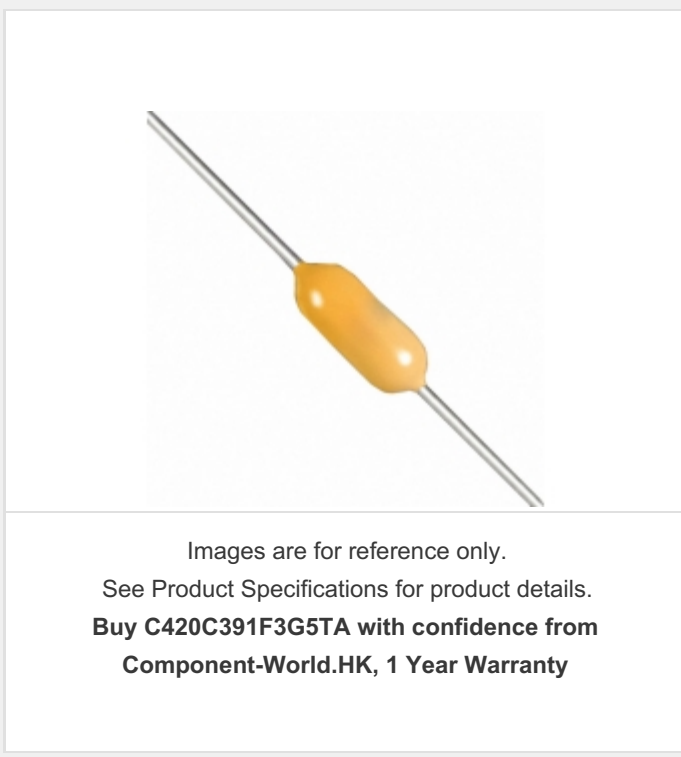 Images are for reference only.
See Product Specifications for product details.
Buy C420C391F3G5TA with confidence from
Component-World.HK, 1 Year Warranty